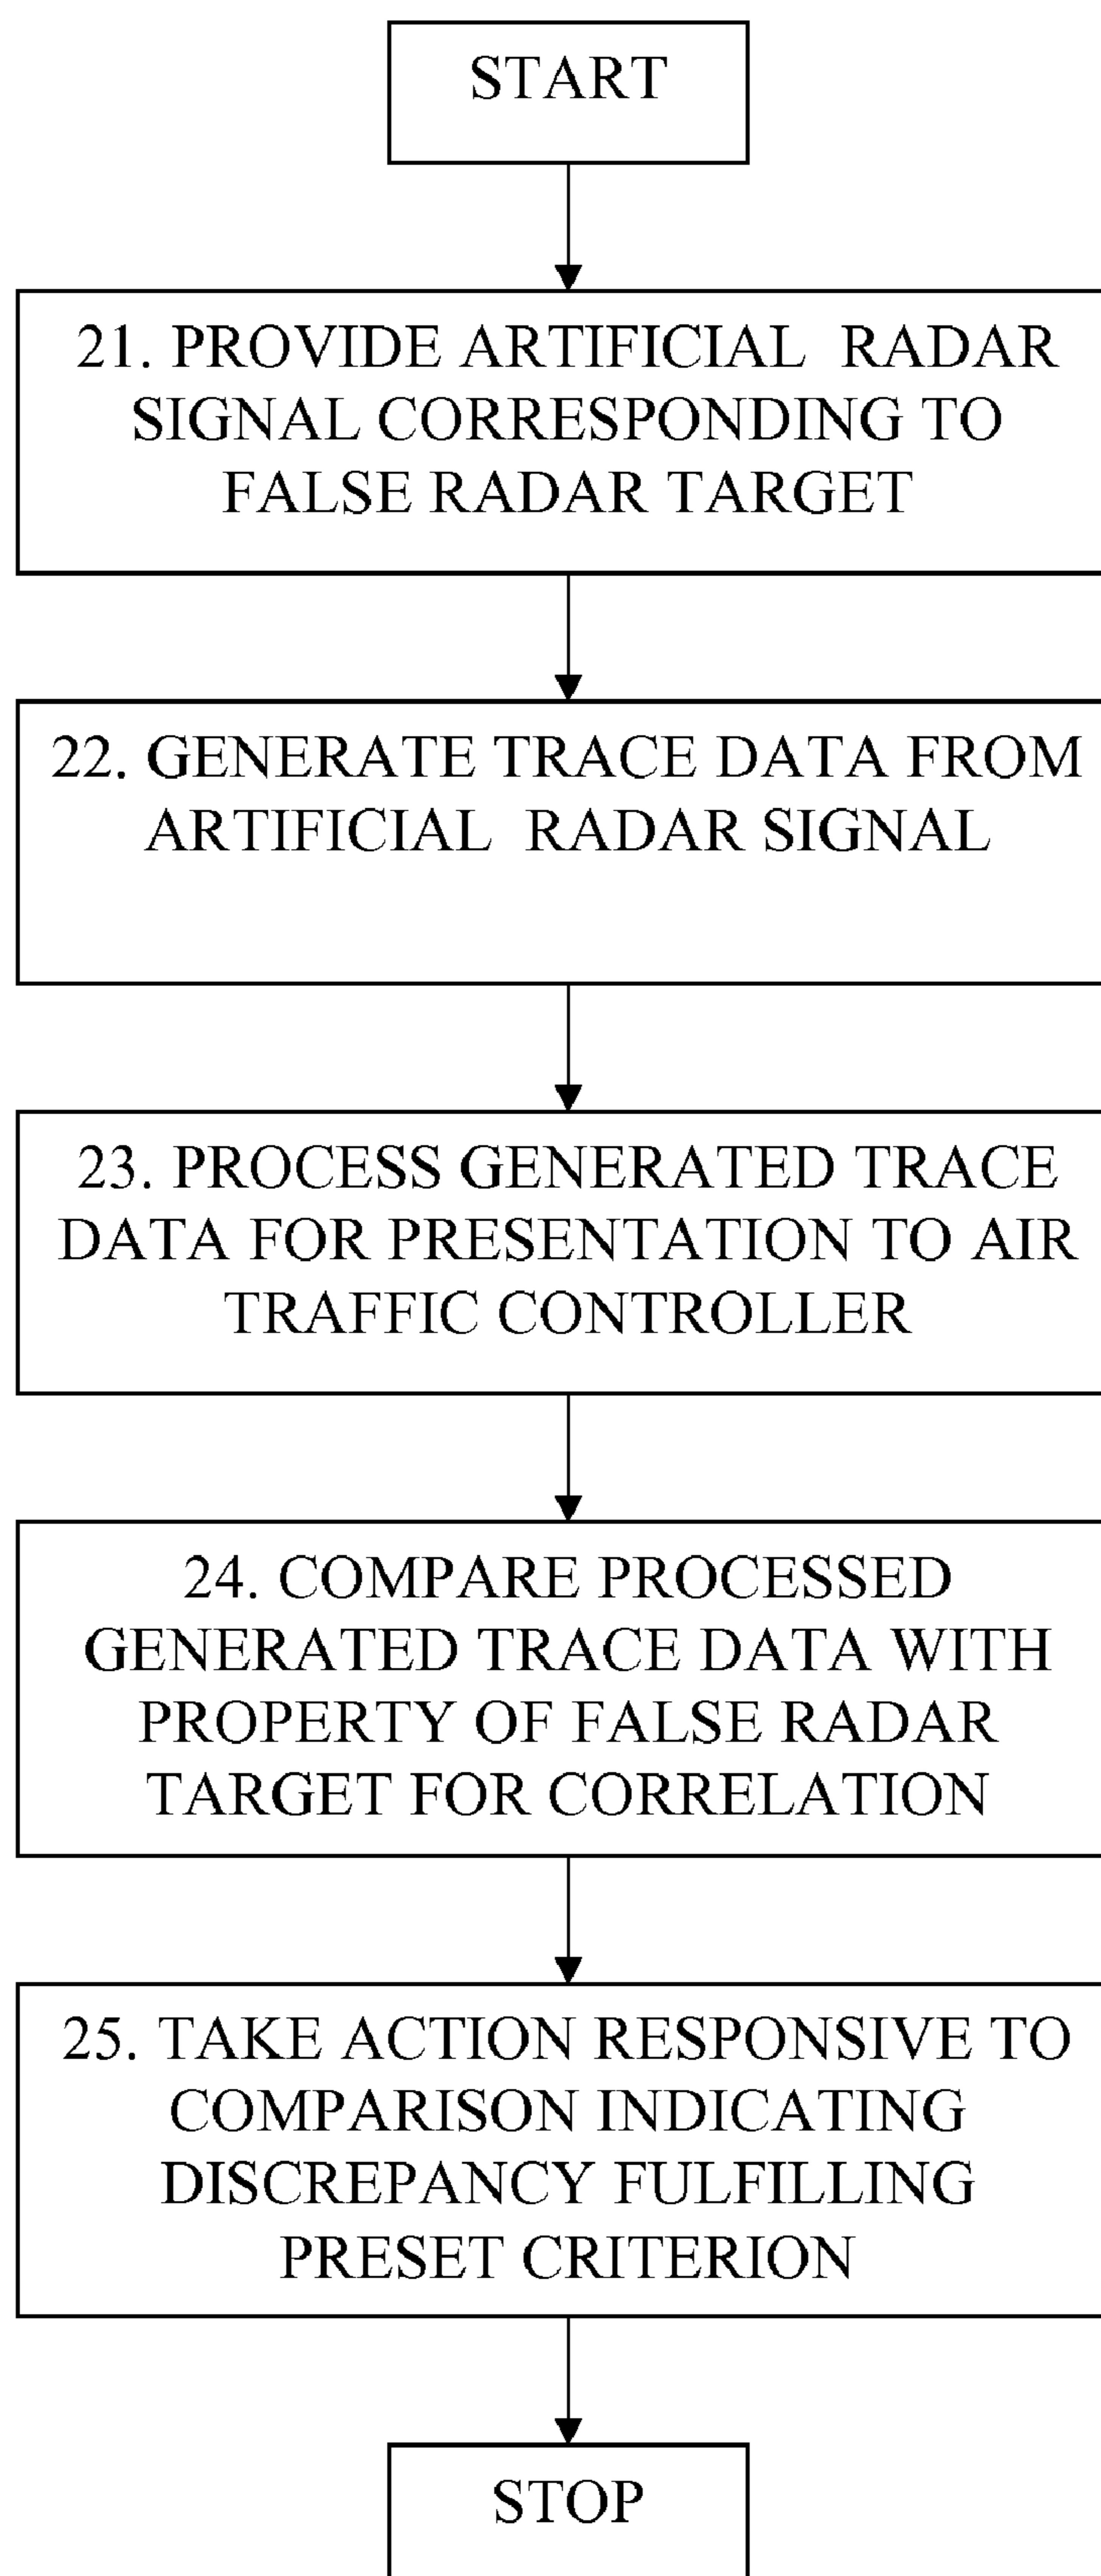 START
21. PROVIDE ARTIFICIAL RADAR
SIGNAL CORRESPONDING TO
FALSE RADAR TARGET
22. GENERATE TRACE DATA FROM
ARTIFICIAL RADAR SIGNAL
23. PROCESS GENERATED TRACE
DATA FOR PRESENTATION TO AIR
TRAFFIC CONTROLLER
24. COMPARE PROCESSED
GENERATED TRACE DATA WITH
PROPERTY OF FALSE RADAR
TARGET FOR CORRELATION
25. TAKE ACTION RESPONSIVE TO
COMPARISON INDICATING
DISCREPANCY FULFILLING
PRESET CRITERION
STOP